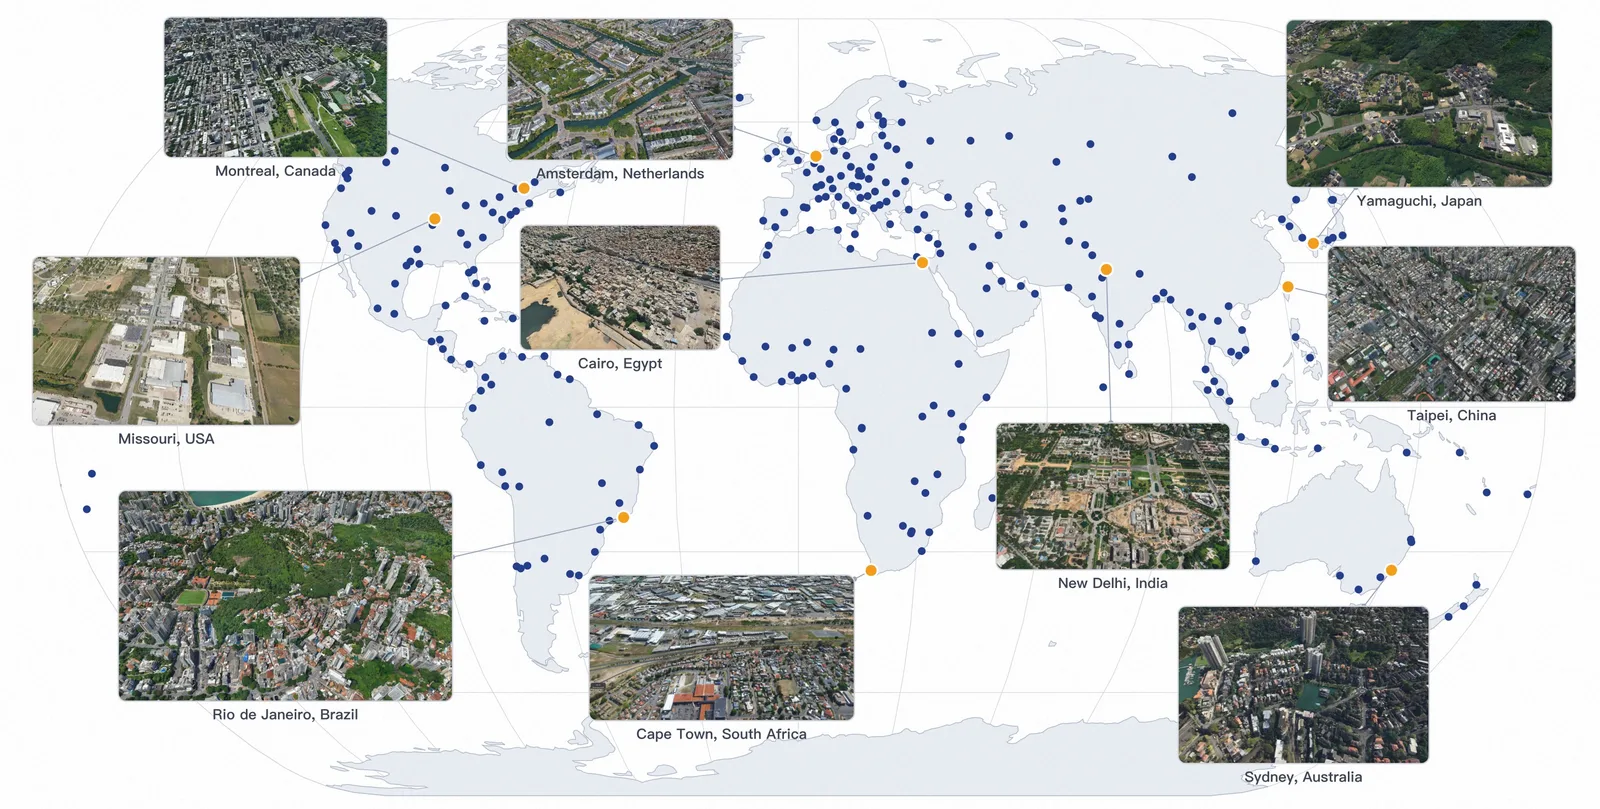 Montreal, Canada
Amsterdam, Netherlands
Yamaguchi, Japan
Cairo, Egypt
Taipei, China
Missouri, USA
New Delhi, India
Rio de Janeiro, Brazil
Cape Town, South Africa
Sydney, Australia